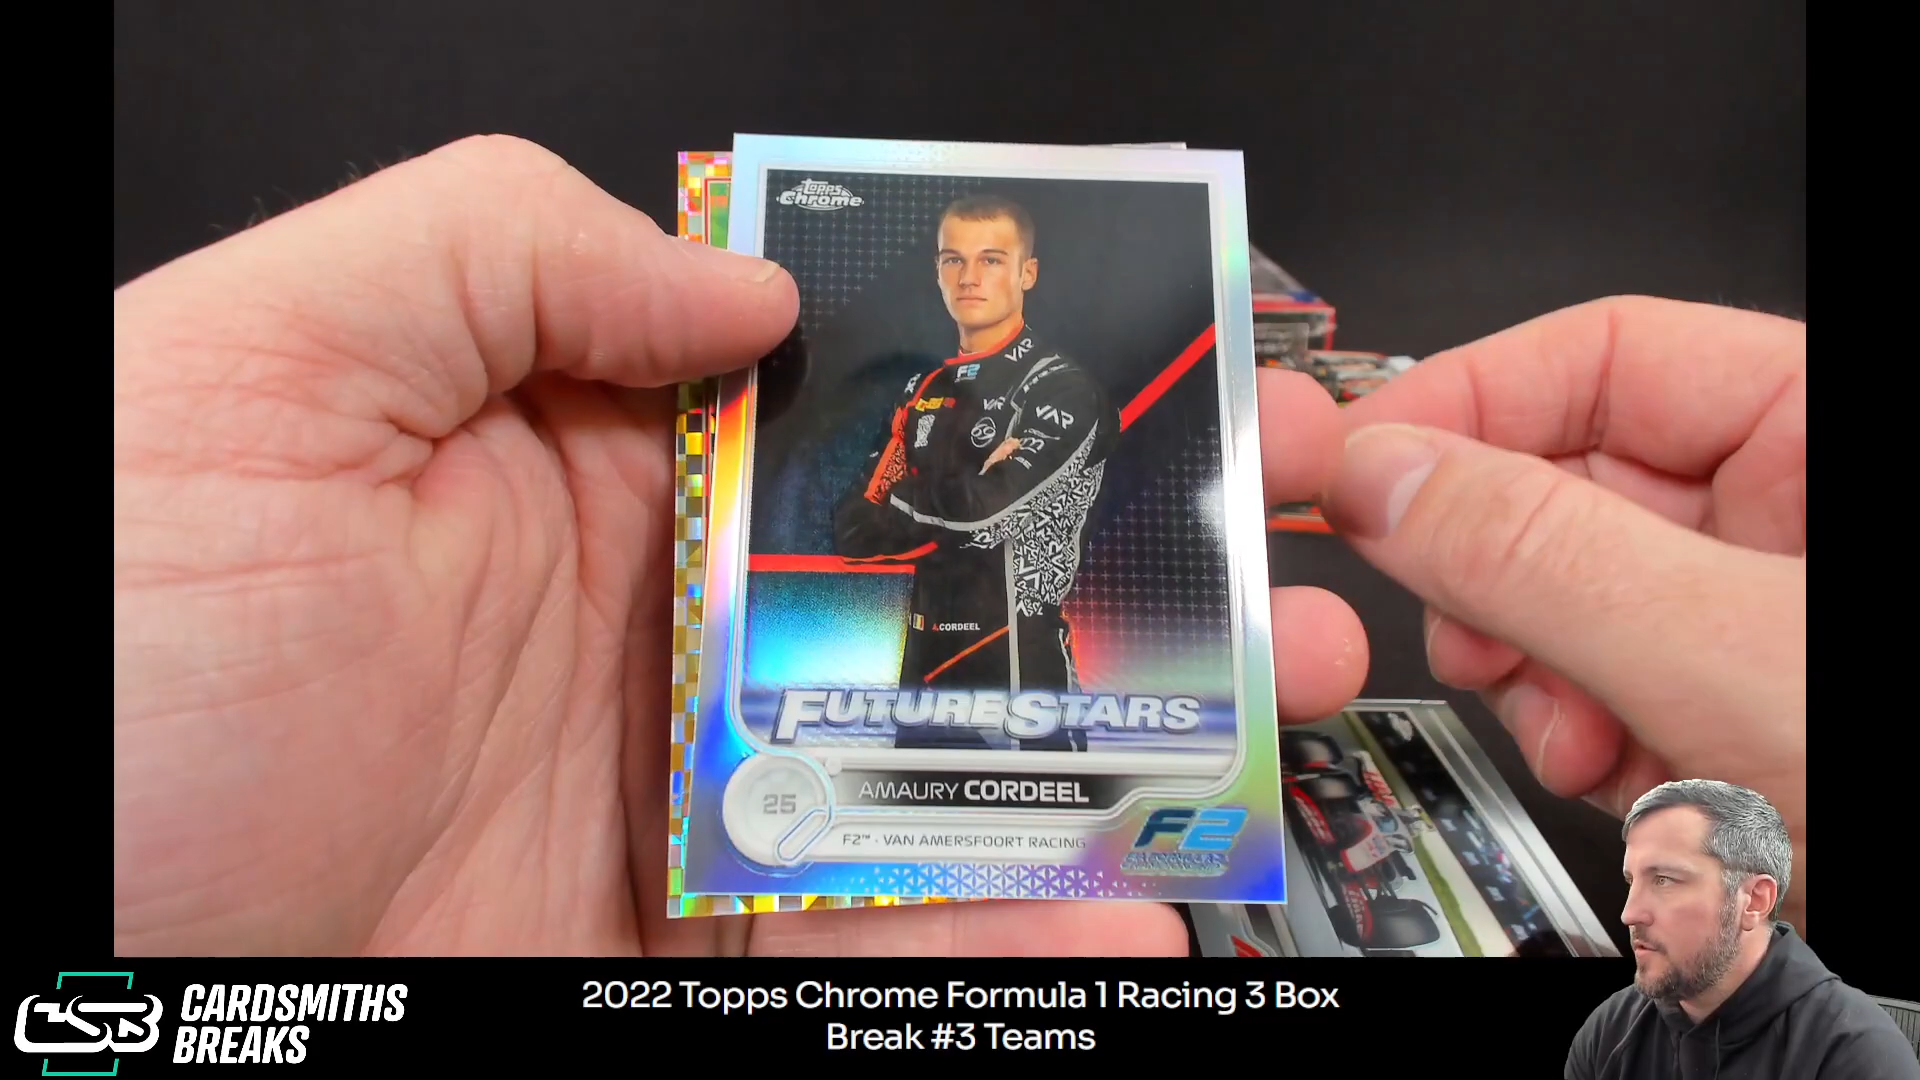 Topps
Chrome
VAR
F2
VAR
VAR
A.CORDEEL
FUTURE STARS
AMAURY CORDEEL
25
F2™ · VAN AMERSFOORT RACING
F2
CSB
CARDSMITHS
BREAKS
2022 Topps Chrome Formula 1 Racing 3 Box
Break #3 Teams